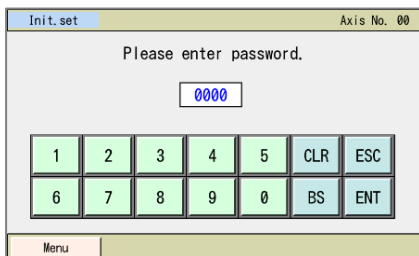 Init.set Axis No. 00
Please enter password.
0000
1 2 3 4 5 CLR ESC
6 7 8 9 0 BS ENT
Menu